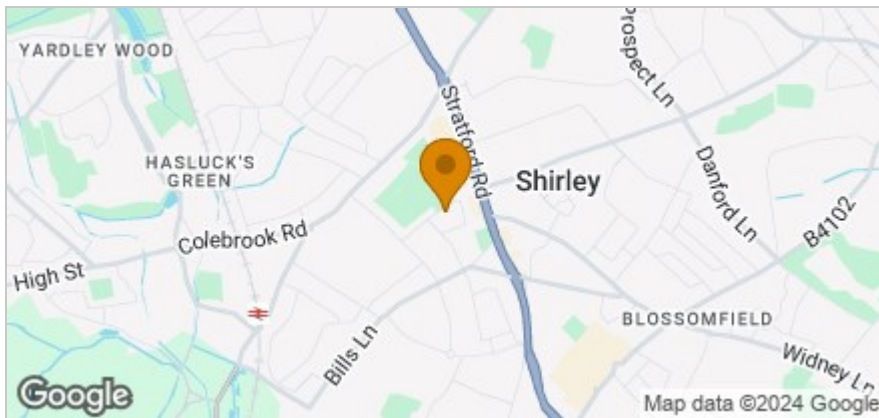 YARDLEY WOOD
Prospect Ln
Stratford Rd
HASLUCK'S
GREEN
Shirley
Danford Ln
Colebrook Rd
B4102
High St
BLOSSOMFIELD
Bills Ln
Widney Ln
Google
Map data ©2024 Google